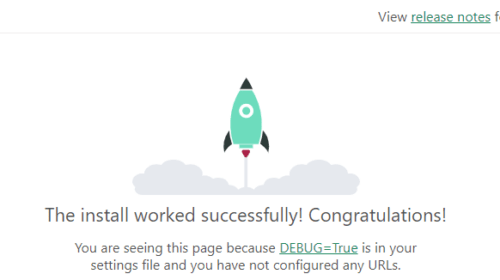 View release notes f
The install worked successfully! Congratulations!
You are seeing this page because DEBUG=True is in your
settings file and you have not configured any URLs.